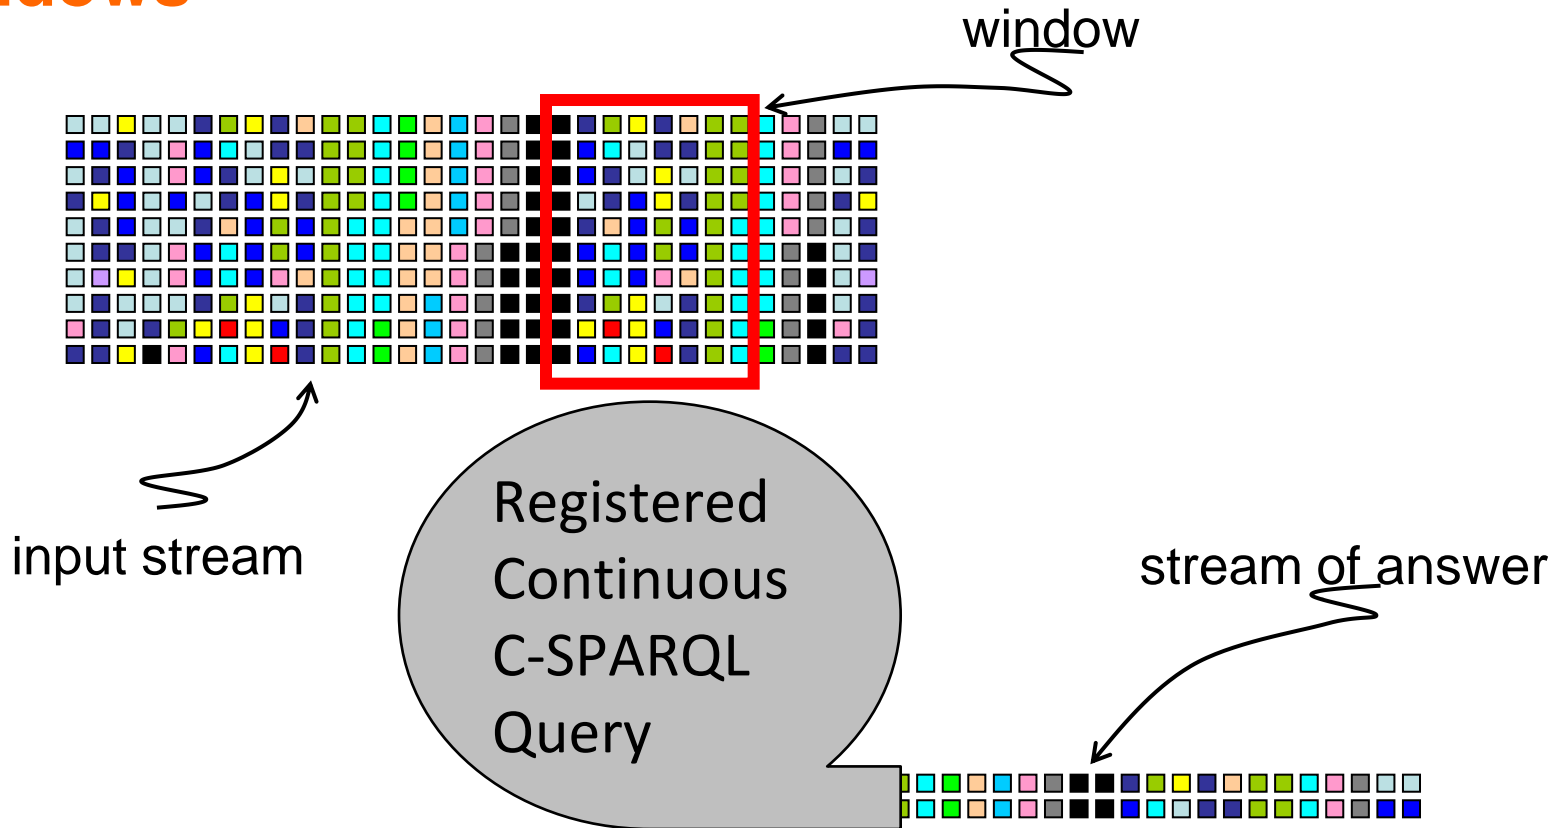 window
input stream
Registered
Continuous
C-SPARQL
Query
stream of answer